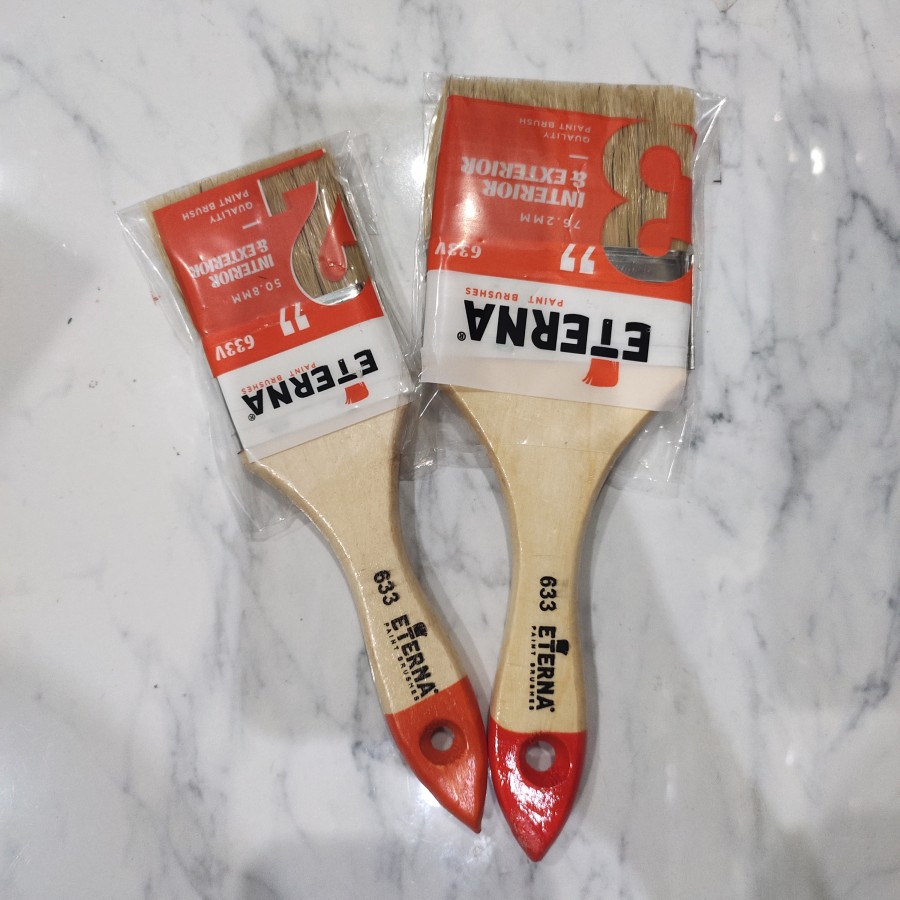 ETERNA®
PAINT BRUSHES
2" 633V
50.8MM
INTERIOR
& EXTERIOR
QUALITY
PAINT BRUSH
633 ETERNA®
PAINT BRUSHES
ETERNA®
PAINT BRUSHES
3" 633V
76.2MM
INTERIOR
& EXTERIOR
QUALITY
PAINT BRUSH
633 ETERNA®
PAINT BRUSHES